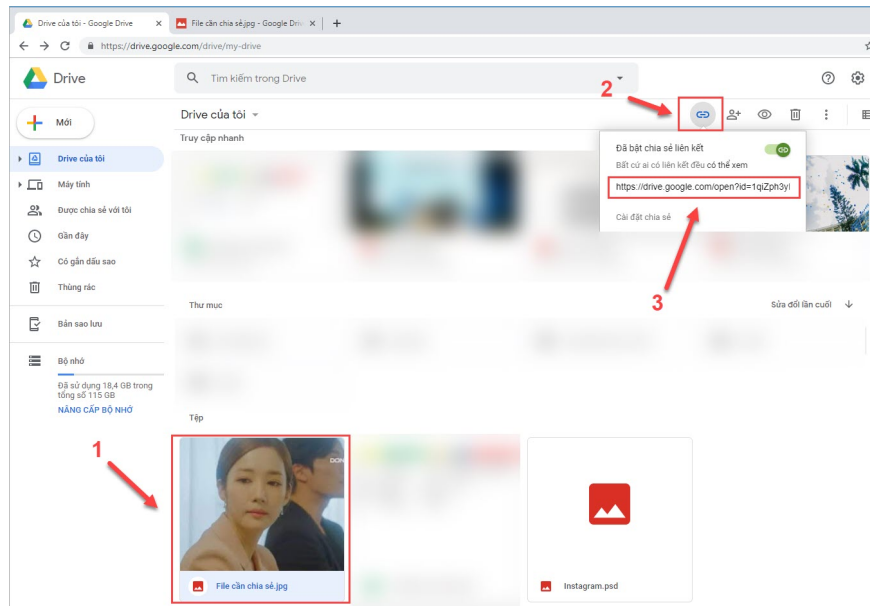 Drive của tôi - Google Drive
File cần chia sẻ.jpg - Google Driv
https://drive.google.com/drive/my-drive
Drive
Tìm kiếm trong Drive
2
Mới
Drive của tôi
Truy cập nhanh
Đã bật chia sẻ liên kết
Bất cứ ai có liên kết đều có thể xem
https://drive.google.com/open?id=1qiZph3yl
Cài đặt chia sẻ
3
Drive của tôi
Máy tính
Được chia sẻ với tôi
Gần đây
Có gắn dấu sao
Thùng rác
Bản sao lưu
Bộ nhớ
Đã sử dụng 18,4 GB trong
tổng số 115 GB
NÂNG CẤP BỘ NHỚ
Thư mục
Sửa đổi lần cuối
Tệp
1
File cần chia sẻ.jpg
Instagram.psd